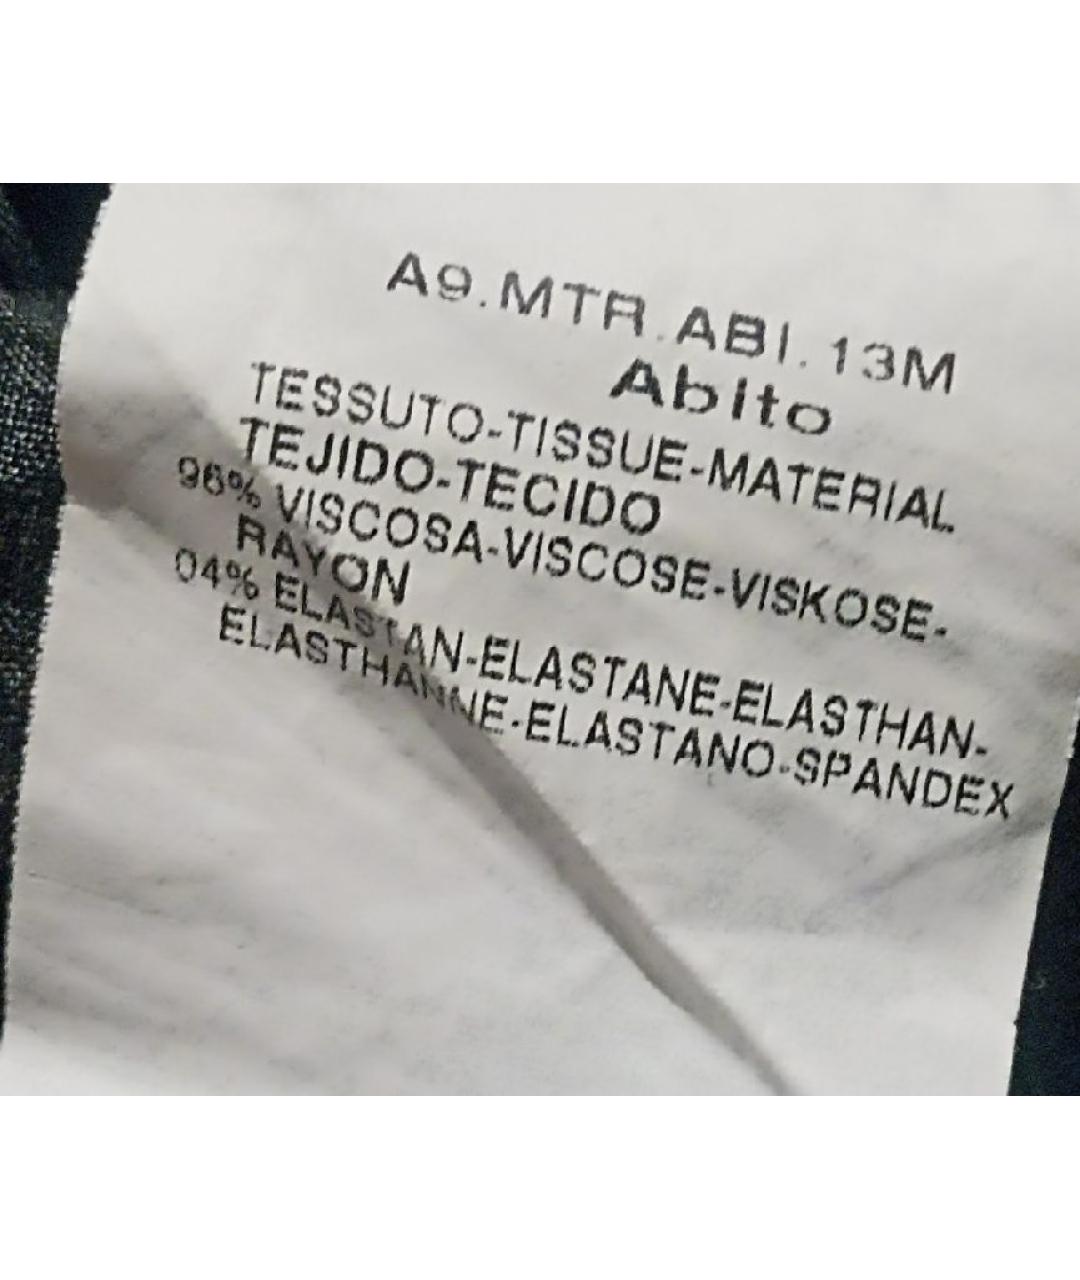 A9.MTR.ABI.13M
Abito
TESSUTO-TISSUE-MATERIAL
TEJIDO-TECIDO
96% VISCOSA-VISCOSE-VISKOSE-
RAYON
04% ELASTAN-ELASTANE-ELASTHAN-
ELASTHANNE-ELASTANO-SPANDEX